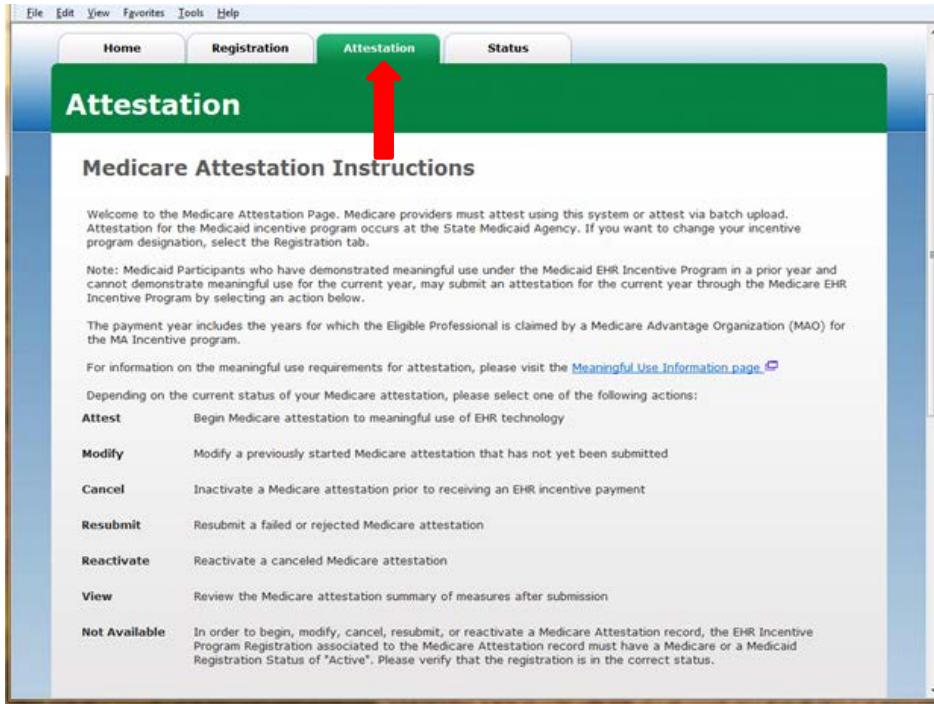 File Edit View Favorites Tools Help
Home Registration Attestation Status
Attestation
Medicare Attestation Instructions
Welcome to the Medicare Attestation Page. Medicare providers must attest using this system or attest via batch upload.
Attestation for the Medicaid incentive program occurs at the State Medicaid Agency. If you want to change your incentive
program designation, select the Registration tab.
Note: Medicaid Participants who have demonstrated meaningful use under the Medicaid EHR Incentive Program in a prior year and
cannot demonstrate meaningful use for the current year, may submit an attestation for the current year through the Medicare EHR
Incentive Program by selecting an action below.
The payment year includes the years for which the Eligible Professional is claimed by a Medicare Advantage Organization (MAO) for
the MA Incentive program.
For information on the meaningful use requirements for attestation, please visit the Meaningful Use Information page
Depending on the current status of your Medicare attestation, please select one of the following actions:
Attest Begin Medicare attestation to meaningful use of EHR technology
Modify Modify a previously started Medicare attestation that has not yet been submitted
Cancel Inactivate a Medicare attestation prior to receiving an EHR incentive payment
Resubmit Resubmit a failed or rejected Medicare attestation
Reactivate Reactivate a canceled Medicare attestation
View Review the Medicare attestation summary of measures after submission
Not Available In order to begin, modify, cancel, resubmit, or reactivate a Medicare Attestation record, the EHR Incentive
Program Registration associated to the Medicare Attestation record must have a Medicare or a Medicaid
Registration Status of "Active". Please verify that the registration is in the correct status.